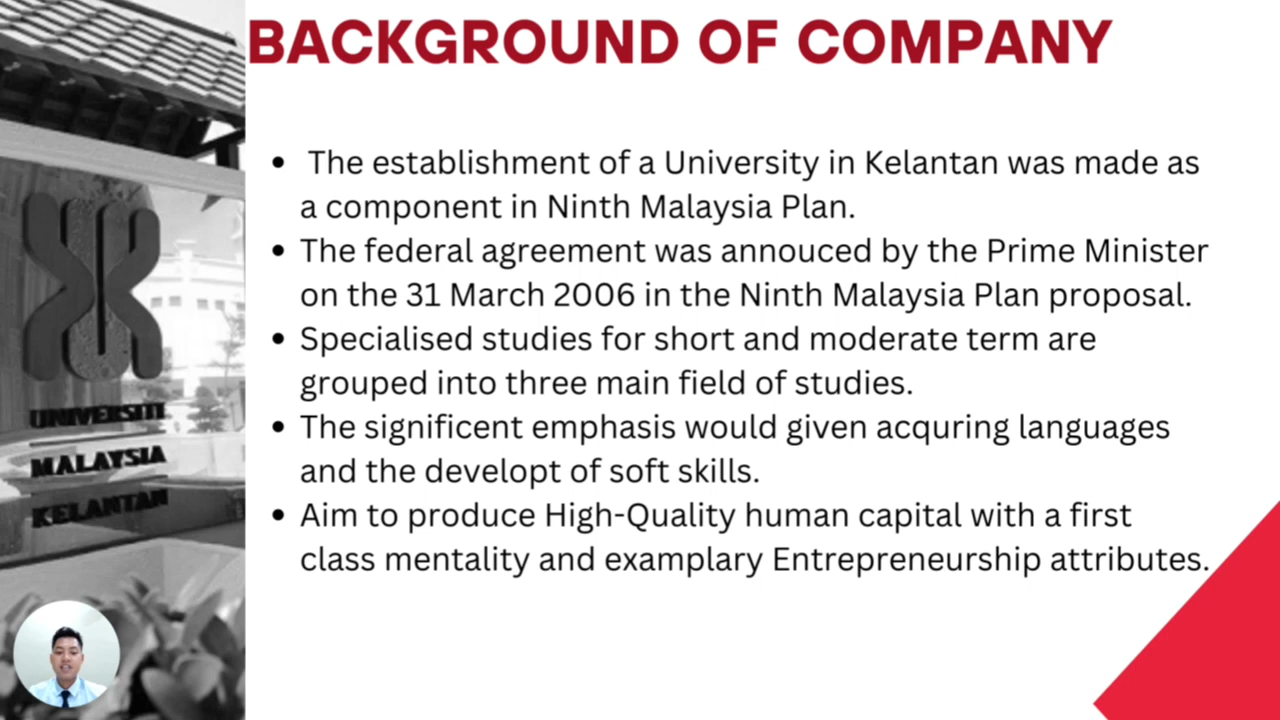 BACKGROUND OF COMPANY
• The establishment of a University in Kelantan was made as
a component in Ninth Malaysia Plan.
• The federal agreement was annouced by the Prime Minister
on the 31 March 2006 in the Ninth Malaysia Plan proposal.
• Specialised studies for short and moderate term are
grouped into three main field of studies.
• The significent emphasis would given acquring languages
and the developt of soft skills.
• Aim to produce High-Quality human capital with a first
class mentality and examplary Entrepreneurship attributes.
UNIVERSITI
MALAYSIA
KELANTAN